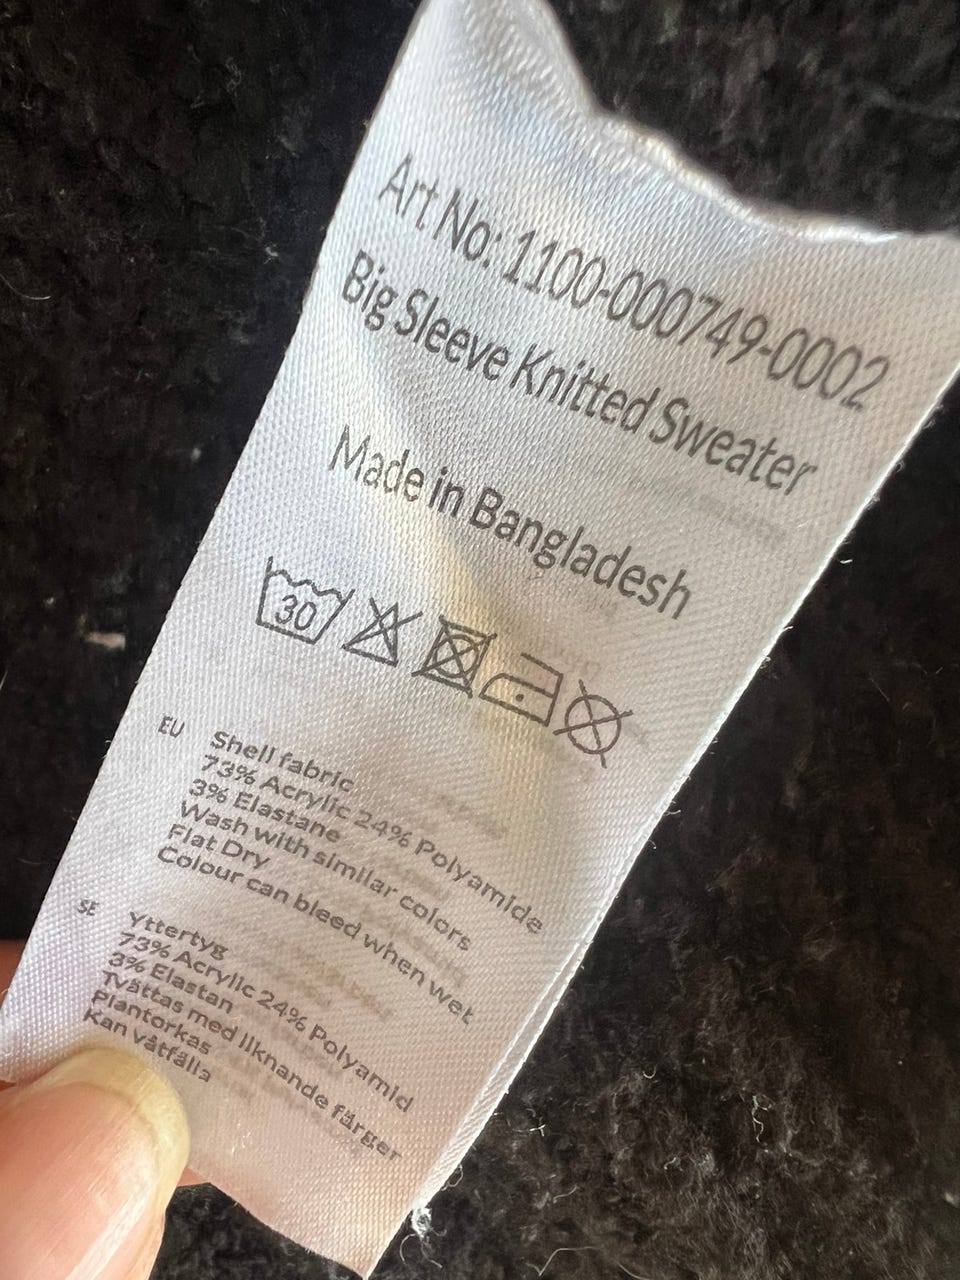 Art No: 1100-000749-0002
Big Sleeve Knitted Sweater
Made in Bangladesh
30
EU
Shell fabric
73% Acrylic 24% Polyamide
3% Elastane
Wash with similar colors
Flat Dry
Colour can bleed when wet
SE
Yttertyg
73% Acrylic 24% Polyamid
3% Elastan
Tvättas med liknande färger
Plantorkas
Kan våtfälla